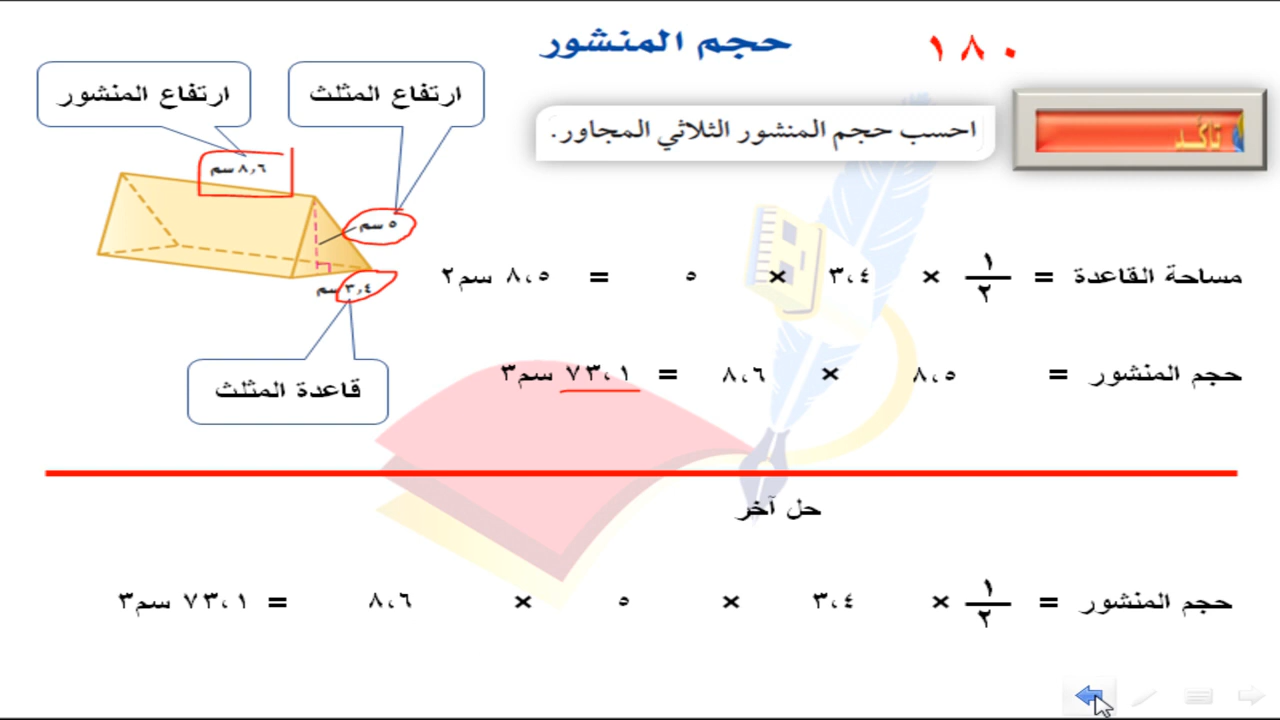 ١٨٠
حجم المنشور
تأكد
احسب حجم المنشور الثلاثي المجاور.
ارتفاع المثلث
ارتفاع المنشور
٨٫٦ سم
٥ سم
٣٫٤ سم
قاعدة المثلث
مساحة القاعدة = ١/٢ × ٣،٤ × ٥ = ٨،٥ سم٢
حجم المنشور = ٨،٥ × ٨،٦ = ٧٣،١ سم٣
حل آخر
حجم المنشور = ١/٢ × ٣،٤ × ٥ × ٨،٦ = ٧٣،١ سم٣